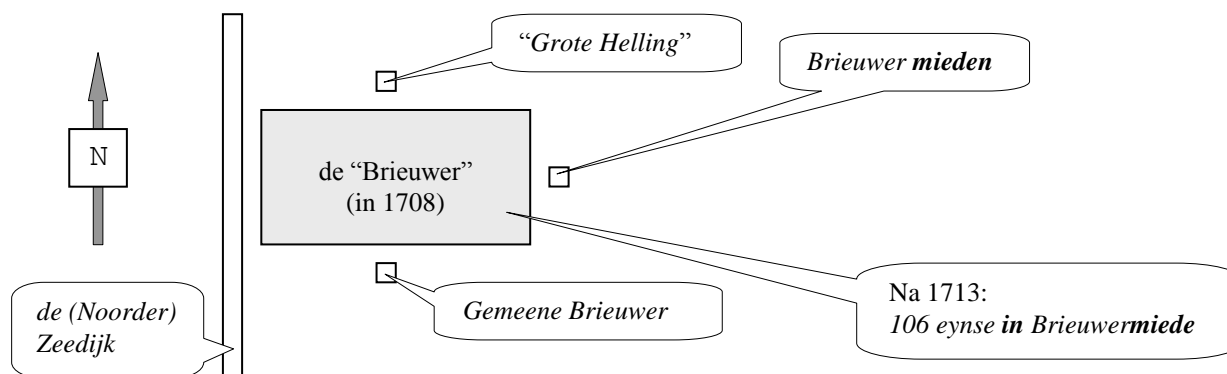 “Grote Helling”
Brieuwer mieden
N
de “Brieuwer”
(in 1708)
de (Noorder)
Zeedijk
Gemeene Brieuwer
Na 1713:
106 eynse in Brieuwermiede